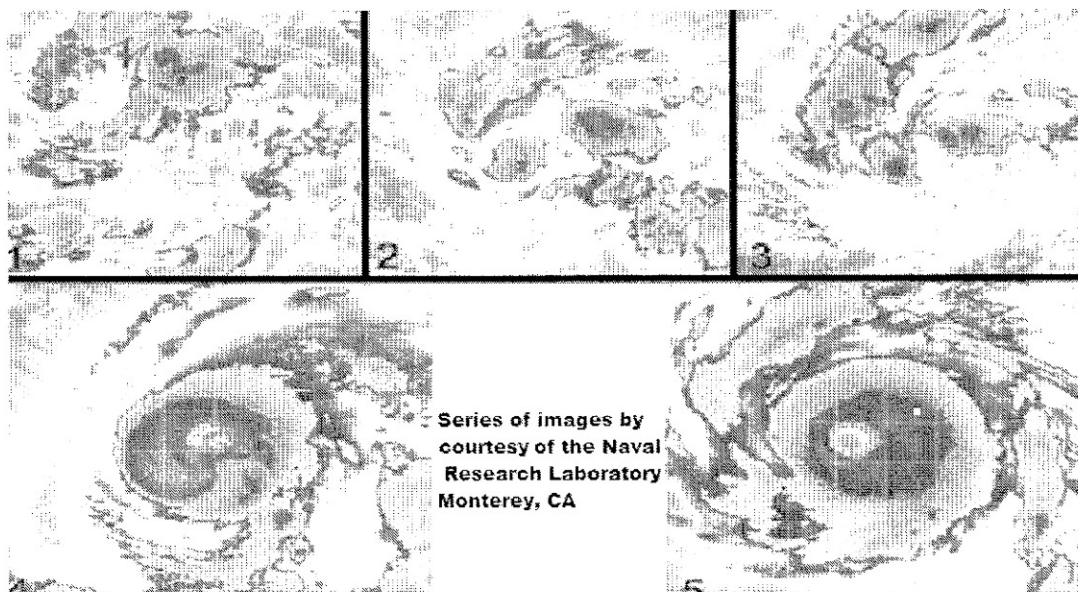 1
2
3
Series of images by
courtesy of the Naval
Research Laboratory
Monterey, CA
4
5